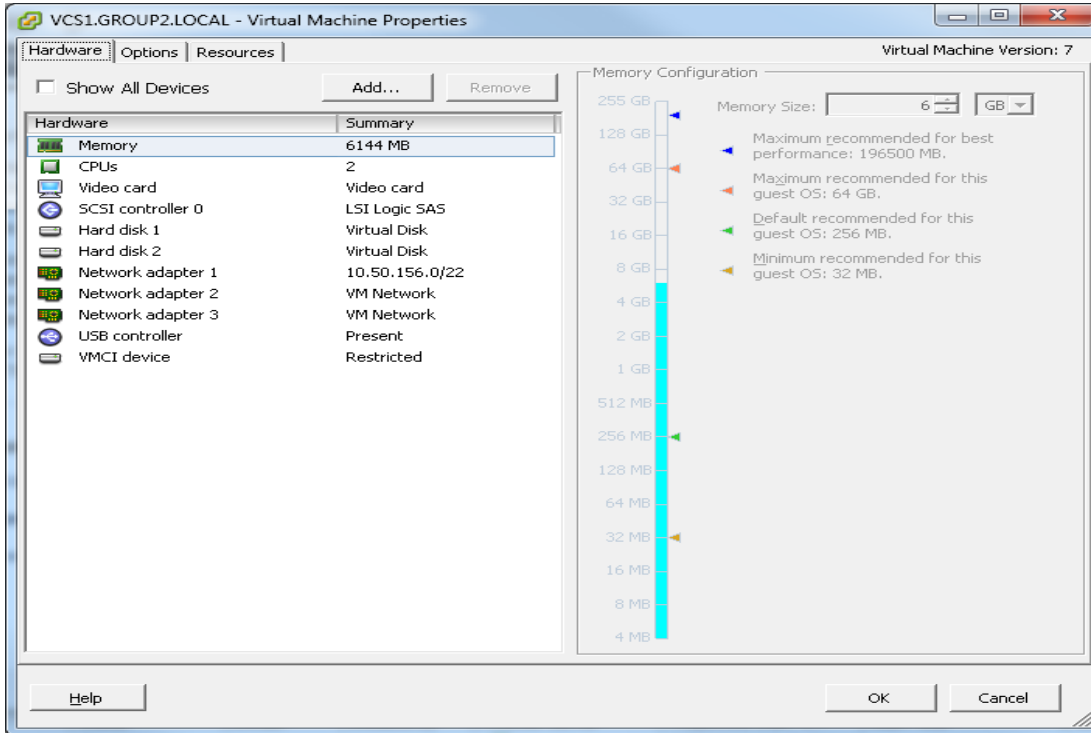 VCS1.GROUP2.LOCAL - Virtual Machine Properties
Hardware Options Resources
Virtual Machine Version: 7
Show All Devices
Add...
Remove
Hardware Summary
Memory 6144 MB
CPUs 2
Video card Video card
SCSI controller 0 LSI Logic SAS
Hard disk 1 Virtual Disk
Hard disk 2 Virtual Disk
Network adapter 1 10.50.156.0/22
Network adapter 2 VM Network
Network adapter 3 VM Network
USB controller Present
VMCI device Restricted
Memory Configuration
255 GB
128 GB
64 GB
32 GB
16 GB
8 GB
4 GB
2 GB
1 GB
512 MB
256 MB
128 MB
64 MB
32 MB
16 MB
8 MB
4 MB
Memory Size: 6 GB
Maximum recommended for best
performance: 196500 MB.
Maximum recommended for this
guest OS: 64 GB.
Default recommended for this
guest OS: 256 MB.
Minimum recommended for this
guest OS: 32 MB.
Help
OK
Cancel